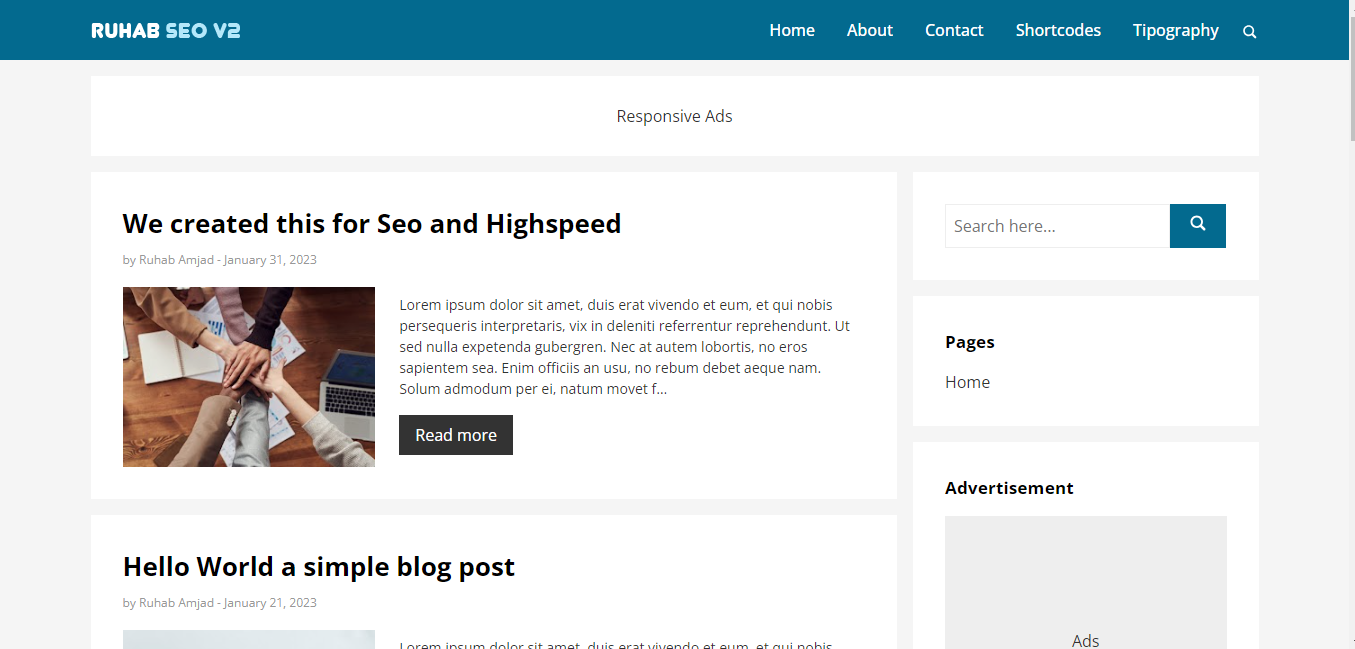 RUHAB SEO V2
Home About Contact Shortcodes Tipography
Responsive Ads
We created this for Seo and Highspeed
by Ruhab Amjad - January 31, 2023
Lorem ipsum dolor sit amet, duis erat vivendo et eum, et qui nobis
persequeris interpretaris, vix in deleniti referrentur reprehendunt. Ut
sed nulla expetenda gubergren. Nec at autem lobortis, no eros
sapientem sea. Enim officiis an usu, no rebum debet aeque nam.
Solum admodum per ei, natum movet f...
Read more
Hello World a simple blog post
by Ruhab Amjad - January 21, 2023
Lorem ipsum dolor sit amet, duis erat vivendo et eum, et qui nobis
Search here...
Pages
Home
Advertisement
Ads